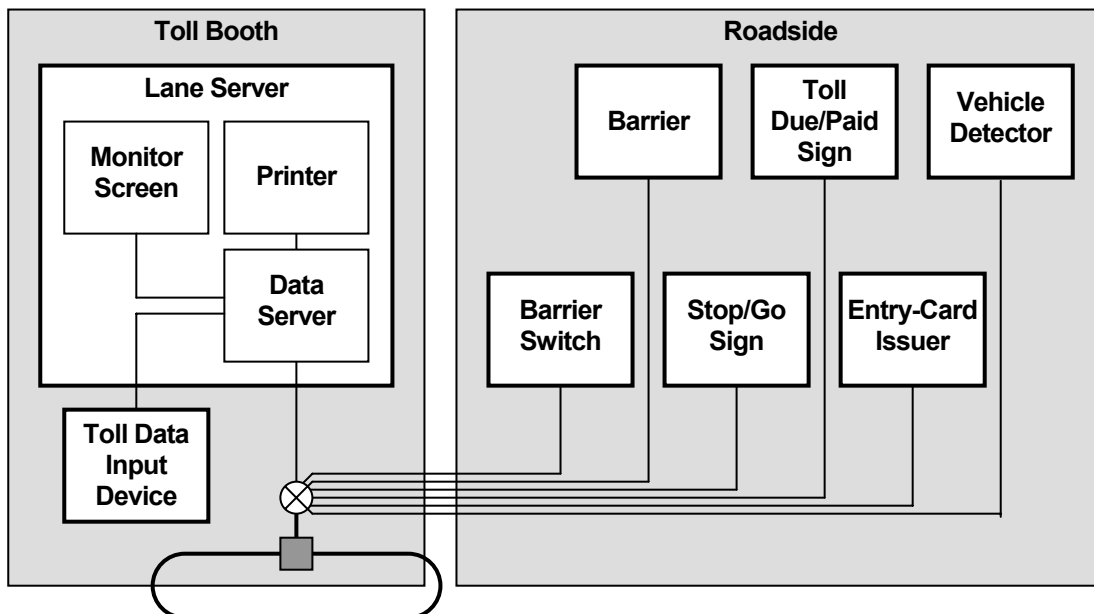 Toll Booth
Lane Server
Monitor
Screen
Printer
Data
Server
Toll Data
Input
Device
Roadside
Barrier
Toll
Due/Paid
Sign
Vehicle
Detector
Barrier
Switch
Stop/Go
Sign
Entry-Card
Issuer